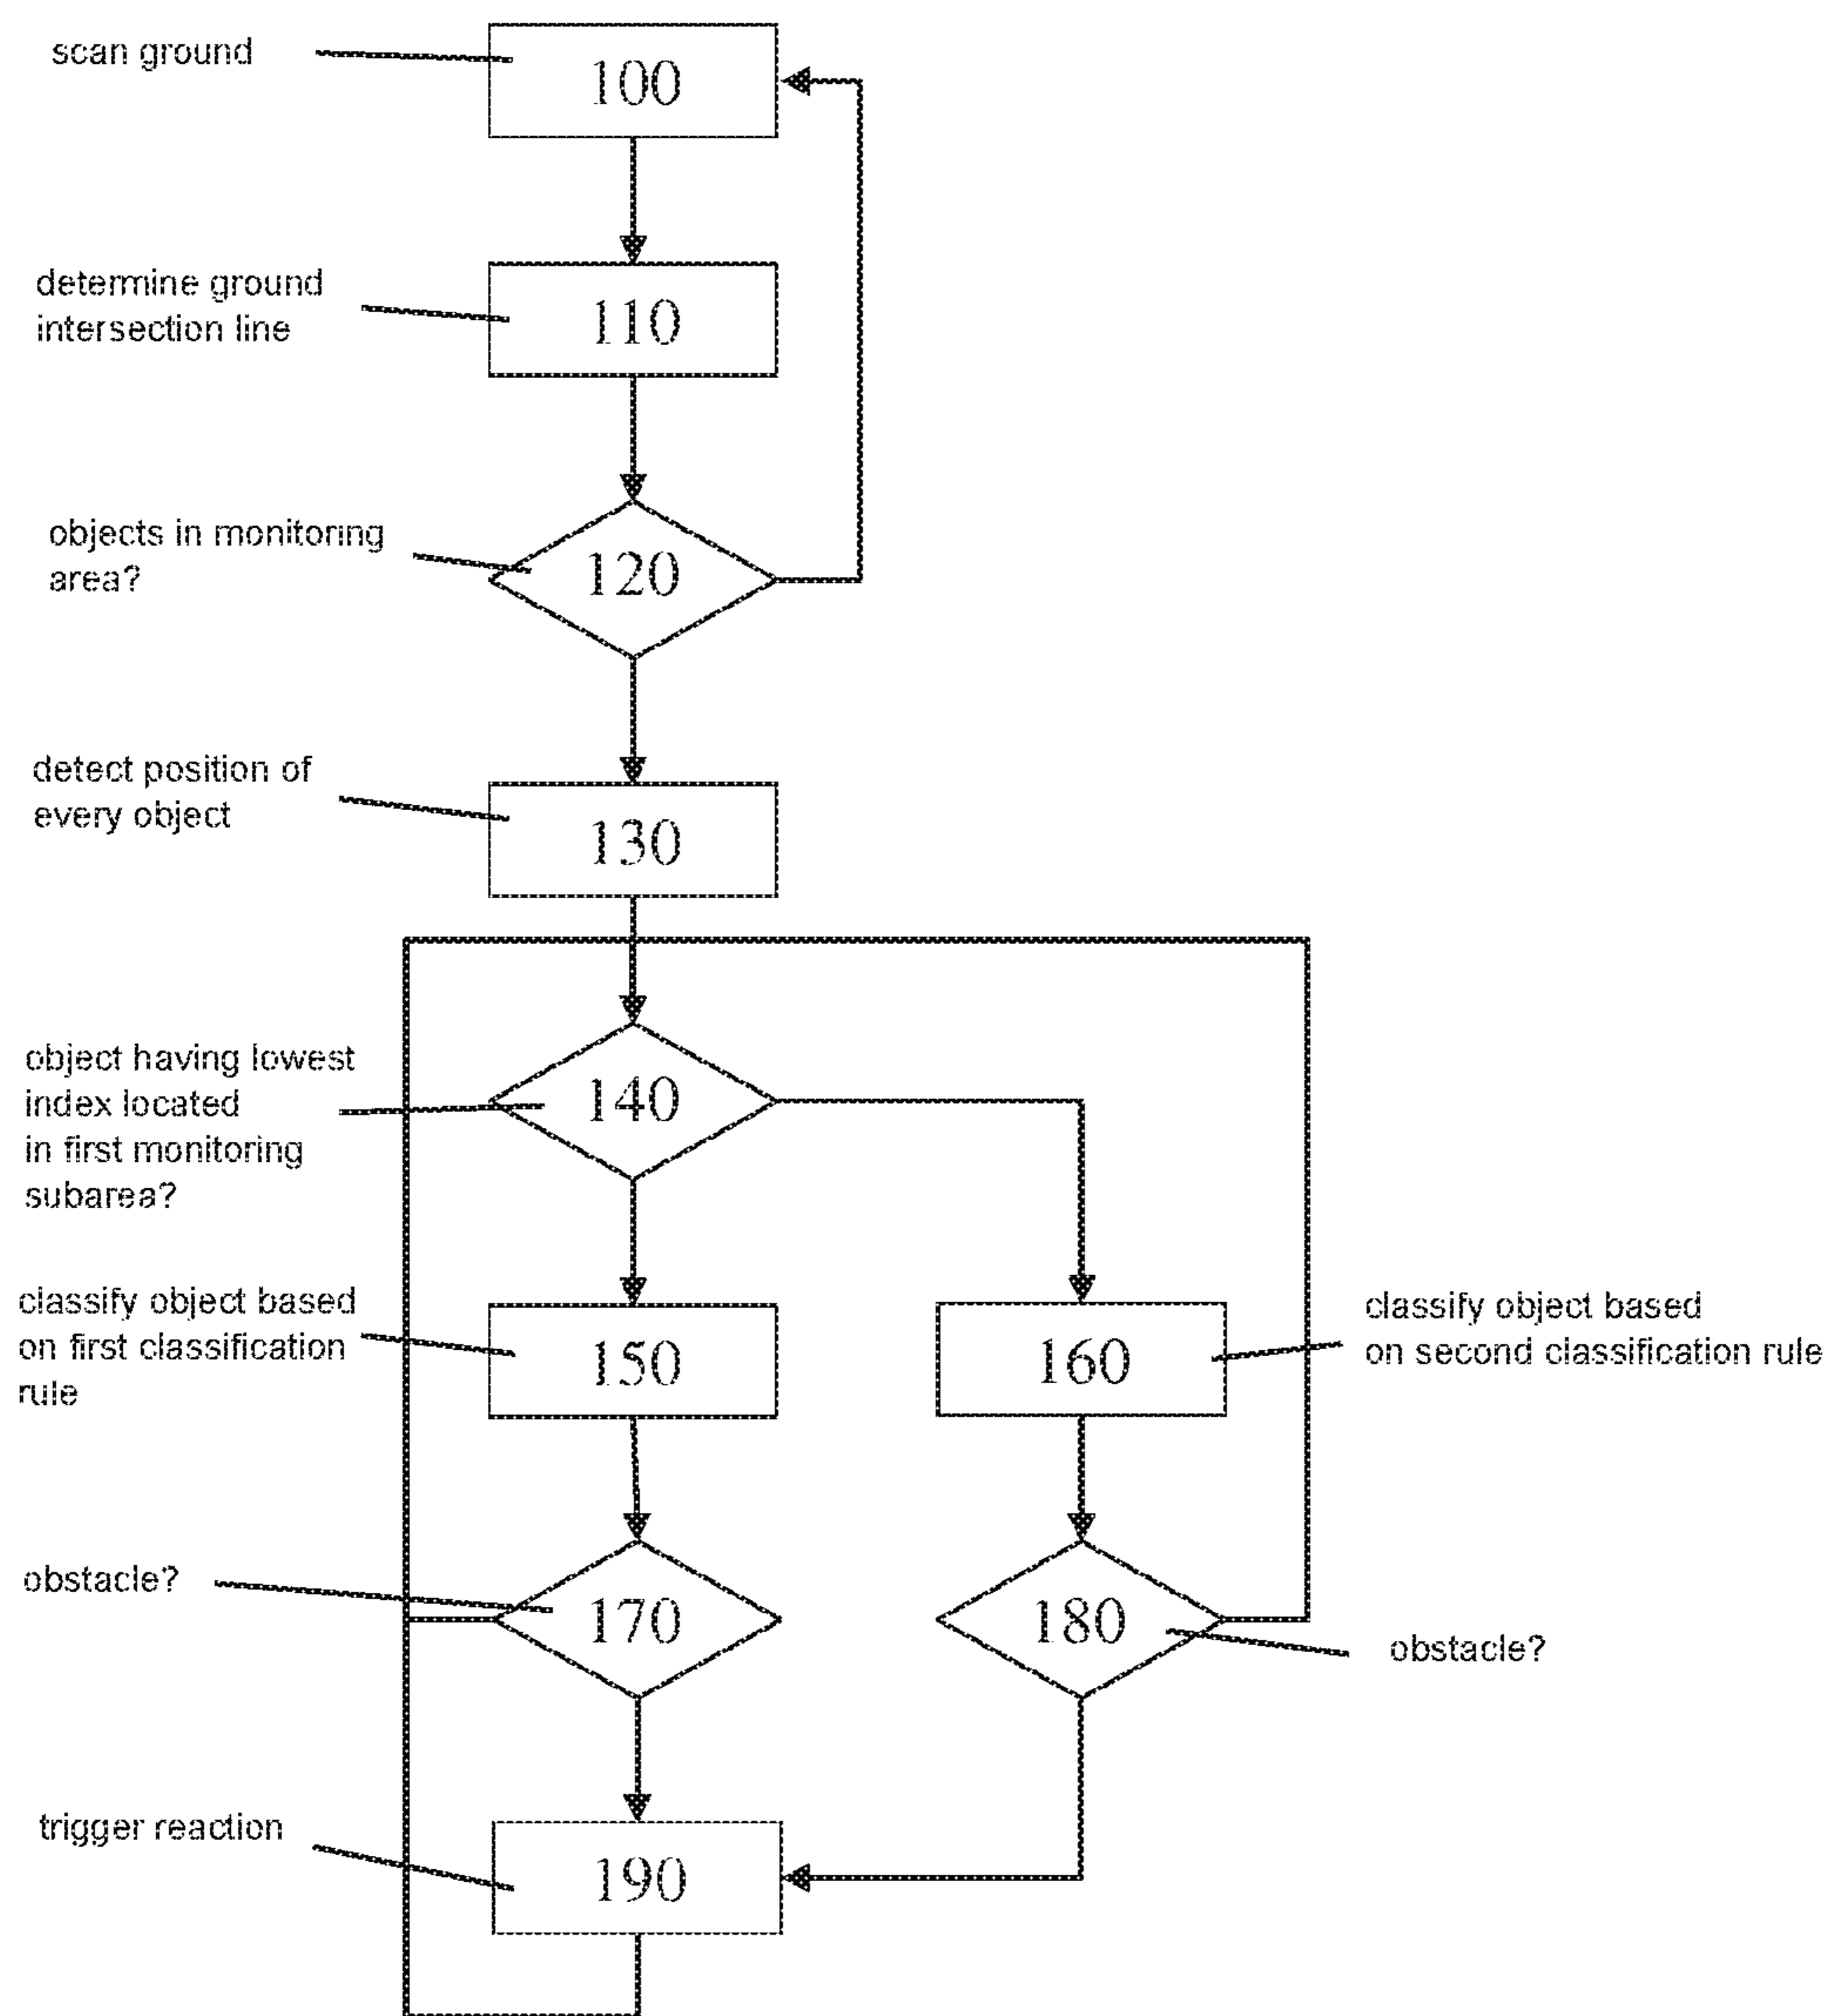 scan ground
100
determine ground
intersection line
110
objects in monitoring
area?
120
detect position of
every object
130
object having lowest
index located
in first monitoring
subarea?
140
classify object based
on first classification
rule
150
160
classify object based
on second classification rule
obstacle?
170
180
obstacle?
trigger reaction
190